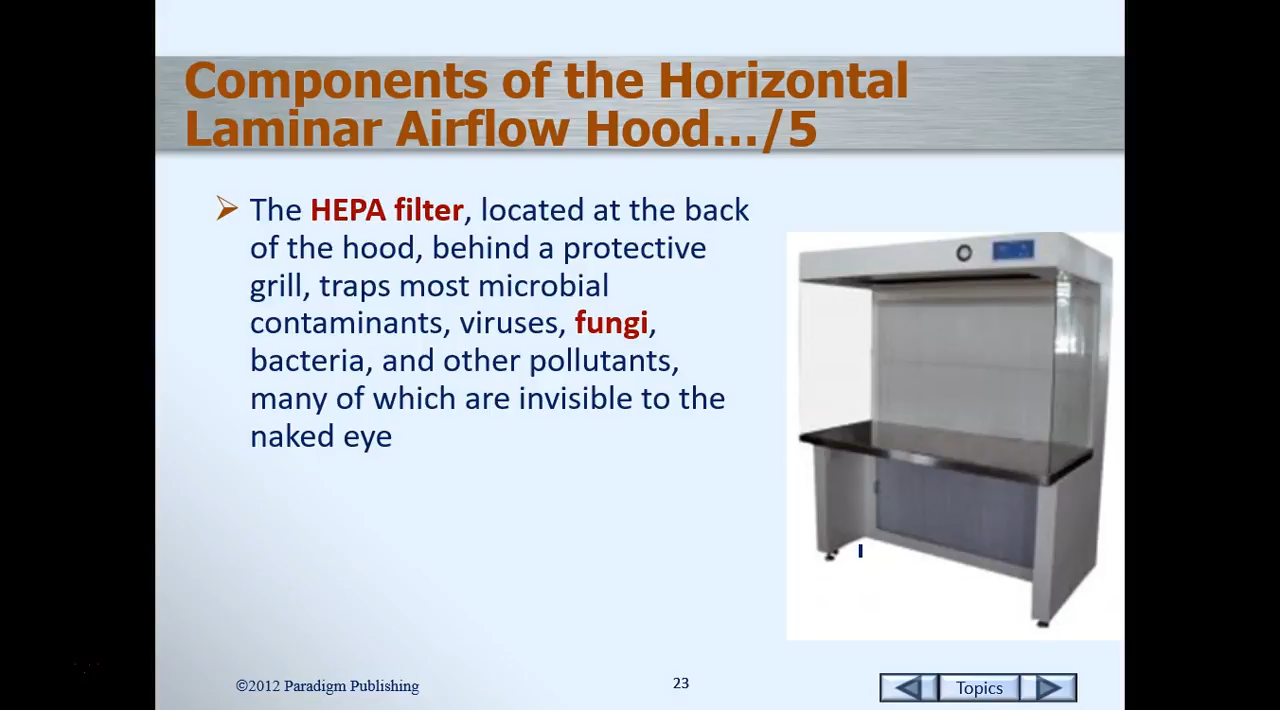 Components of the Horizontal
Laminar Airflow Hood…/5
The HEPA filter, located at the back
of the hood, behind a protective
grill, traps most microbial
contaminants, viruses, fungi,
bacteria, and other pollutants,
many of which are invisible to the
naked eye
©2012 Paradigm Publishing
23
Topics